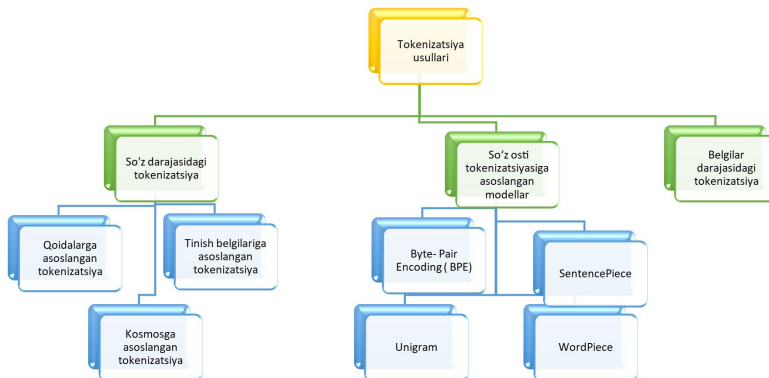 Tokenizatsiya
usullari
So'z darajasidagi
tokenizatsiya
So‘z osti
tokenizatsiyasiga
asoslangan
modellar
Belgilar
darajasidagi
tokenizatsiya
Qoidalarga
asoslangan
tokenizatsiya
Tinish belgilariga
asoslangan
tokenizatsiya
Kosmosga
asoslangan
tokenizatsiya
Byte- Pair
Encoding ( BPE)
SentencePiece
Unigram
WordPiece